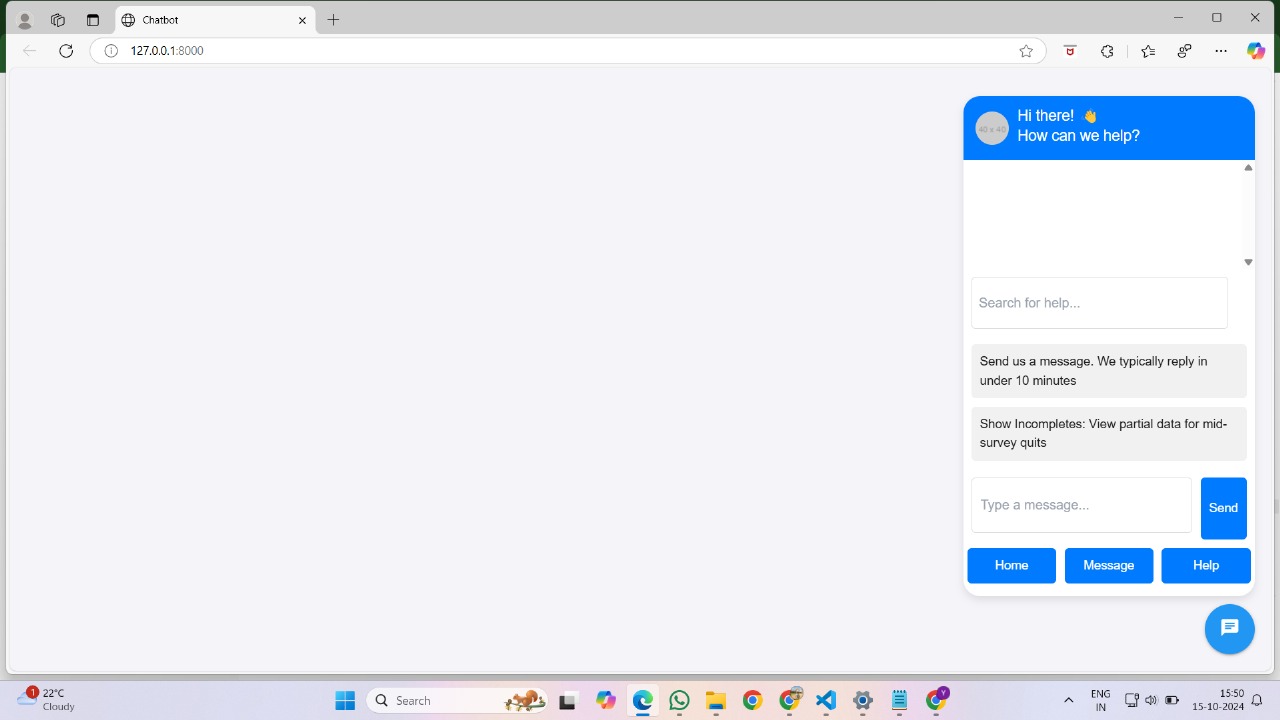 Chatbot
127.0.0.1:8000
40 x 40
Hi there! 👋
How can we help?
Search for help...
Send us a message. We typically reply in
under 10 minutes
Show Incompletes: View partial data for mid-
survey quits
Type a message...
Send
Home
Message
Help
1
22°C
Cloudy
Search
Y
ENG
IN
15:50
15-10-2024